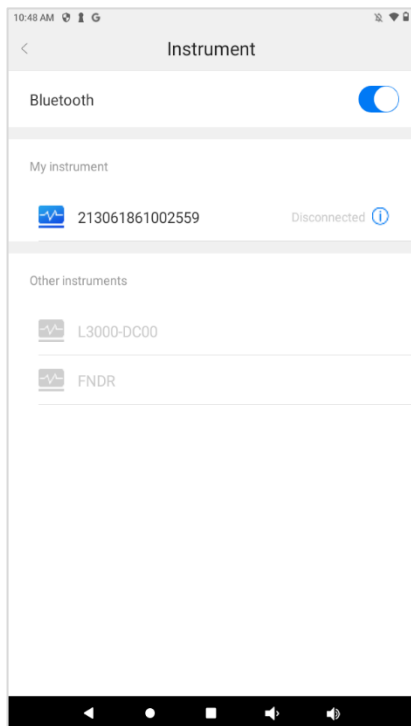 10:48 AM G
Instrument
Bluetooth
My instrument
213061861002559 Disconnected
Other instruments
L3000-DC00
FNDR